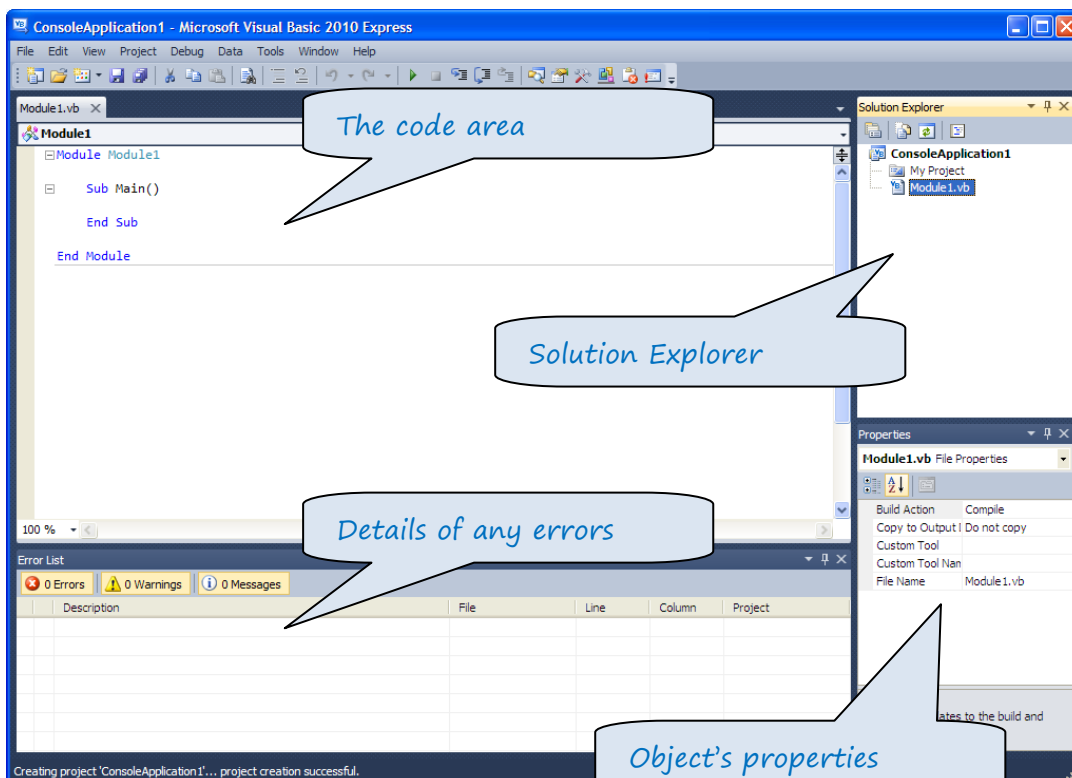 ConsoleApplication1 - Microsoft Visual Basic 2010 Express
File Edit View Project Debug Data Tools Window Help
Module1.vb
Module1
Module Module1
Sub Main()
End Sub
End Module
The code area
Solution Explorer
ConsoleApplication1
My Project
Module1.vb
Solution Explorer
Properties
Module1.vb File Properties
Build Action Compile
Copy to Output Do not copy
Custom Tool
Custom Tool Nam
File Name Module1.vb
100 %
Details of any errors
Error List
0 Errors 0 Warnings 0 Messages
Description File Line Column Project
to the build and
Object's properties
Creating project 'ConsoleApplication1'... project creation successful.